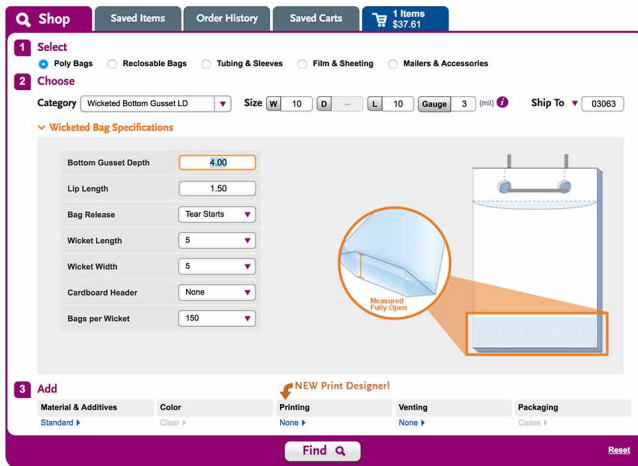 Shop
Saved Items
Order History
Saved Carts
1 Items
$37.61
1 Select
Poly Bags Reclosable Bags Tubing & Sleeves Film & Sheeting Mailers & Accessories
2 Choose
Category Wicketed Bottom Gusset LD Size W 10 D -- L 10 Gauge 3 (mil) i Ship To 03063
Wicketed Bag Specifications
Bottom Gusset Depth 4.00
Lip Length 1.50
Bag Release Tear Starts
Wicket Length 5
Wicket Width 5
Cardboard Header None
Bags per Wicket 150
Measured
Fully Open
3 Add
NEW Print Designer!
Material & Additives Color Printing Venting Packaging
Standard Clear None None Cases
Find
Reset